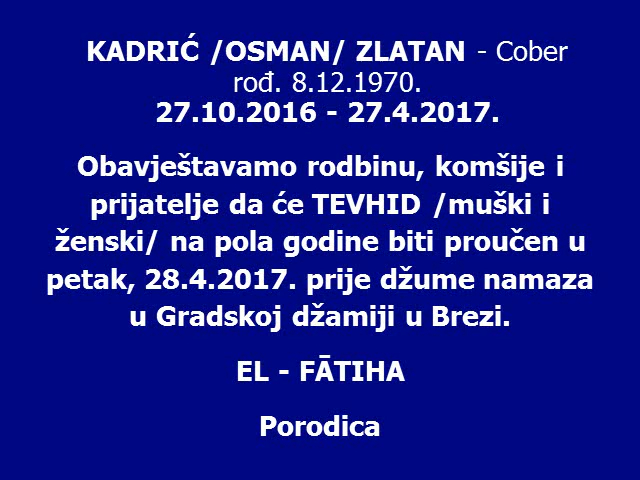 KADRIĆ /OSMAN/ ZLATAN - Cober
rođ. 8.12.1970.
27.10.2016 - 27.4.2017.
Obavještavamo rodbinu, komšije i
prijatelje da će TEVHID /muški i
ženski/ na pola godine biti proučen u
petak, 28.4.2017. prije džume namaza
u Gradskoj džamiji u Brezi.
EL - FĀTIHA
Porodica